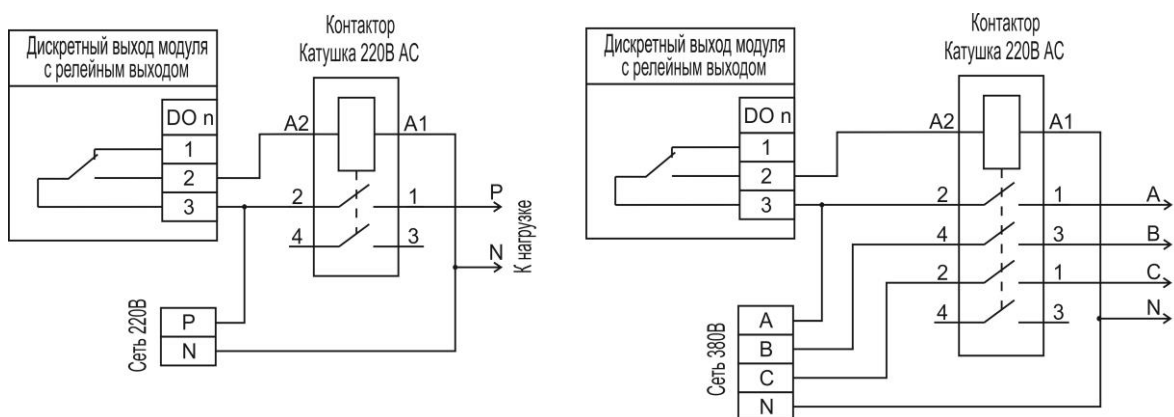 Контактор
Катушка 220В АС
Дискретный выход модуля
с релейным выходом
DO n
1
2
3
A2
A1
2
1
4
3
P
N
К нагрузке
Сеть 220В
P
N
Контактор
Катушка 220В АС
Дискретный выход модуля
с релейным выходом
DO n
1
2
3
A2
A1
2
1
4
3
2
1
4
3
A
B
C
N
Сеть 380В
A
B
C
N